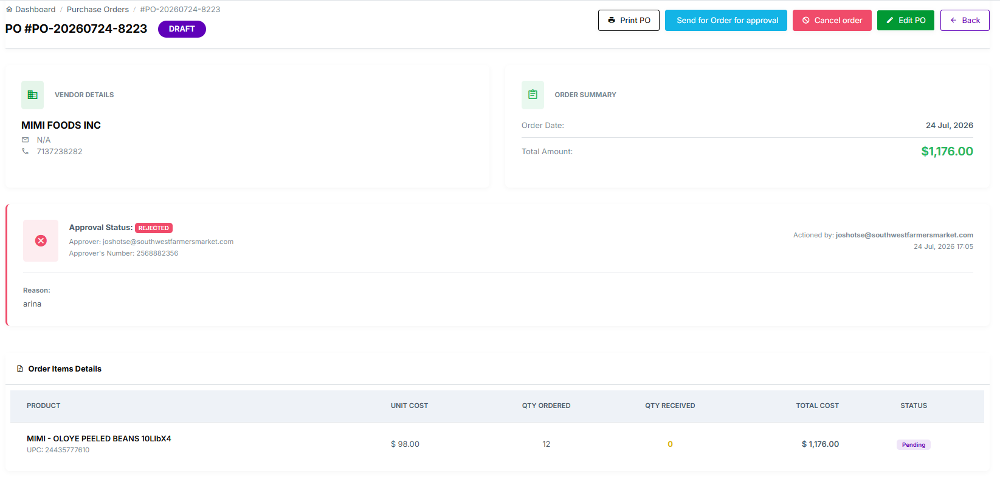 Dashboard / Purchase Orders / #PO-20260724-8223
PO #PO-20260724-8223 DRAFT
Print PO Send for Order for approval Cancel order Edit PO Back
VENDOR DETAILS
MIMI FOODS INC
N/A
7137238282
ORDER SUMMARY
Order Date: 24 Jul, 2026
Total Amount: $1,176.00
Approval Status: REJECTED
Approver: joshotse@southwestfarmersmarket.com
Approver's Number: 2568882356
Actioned by: joshotse@southwestfarmersmarket.com
24 Jul, 2026 17:05
Reason:
arina
Order Items Details
PRODUCT UNIT COST QTY ORDERED QTY RECEIVED TOTAL COST STATUS
MIMI - OLOYE PEELED BEANS 10LlbX4 $ 98.00 12 0 $ 1,176.00 Pending
UPC: 24435777610